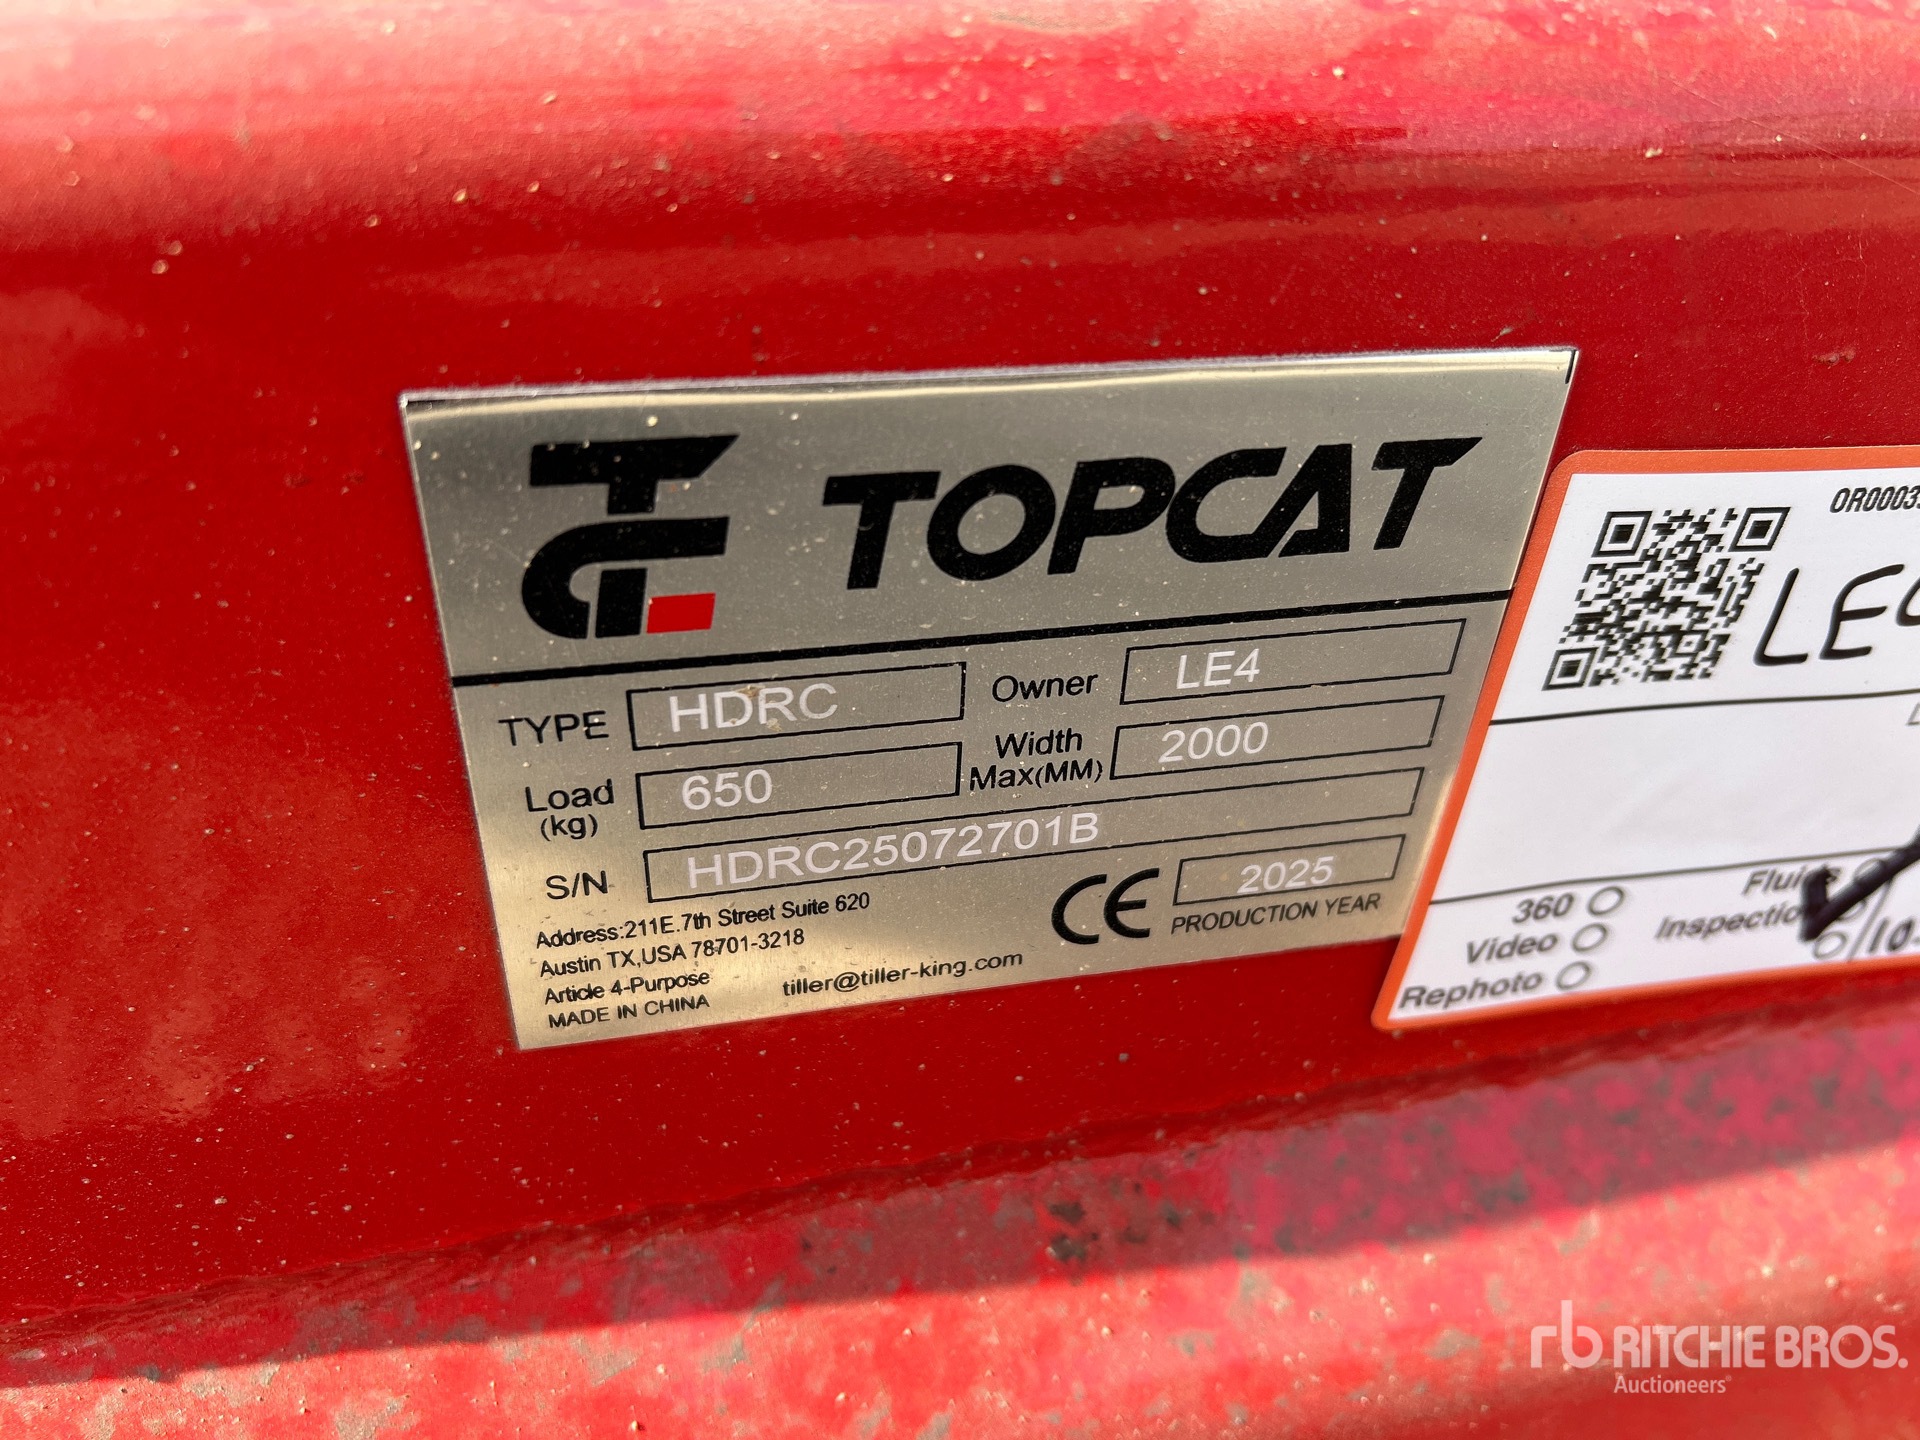 TOPCAT
TYPE HDRC Owner LE4
Load (kg) 650 Width Max(MM) 2000
S/N HDRC25072701B
CE 2025
PRODUCTION YEAR
Address:211E.7th Street Suite 620
Austin TX,USA 78701-3218
Article 4-Purpose
MADE IN CHINA
tiller@tiller-king.com
360
Video
Rephoto
Fluids
Inspection
rb RITCHIE BROS.
Auctioneers